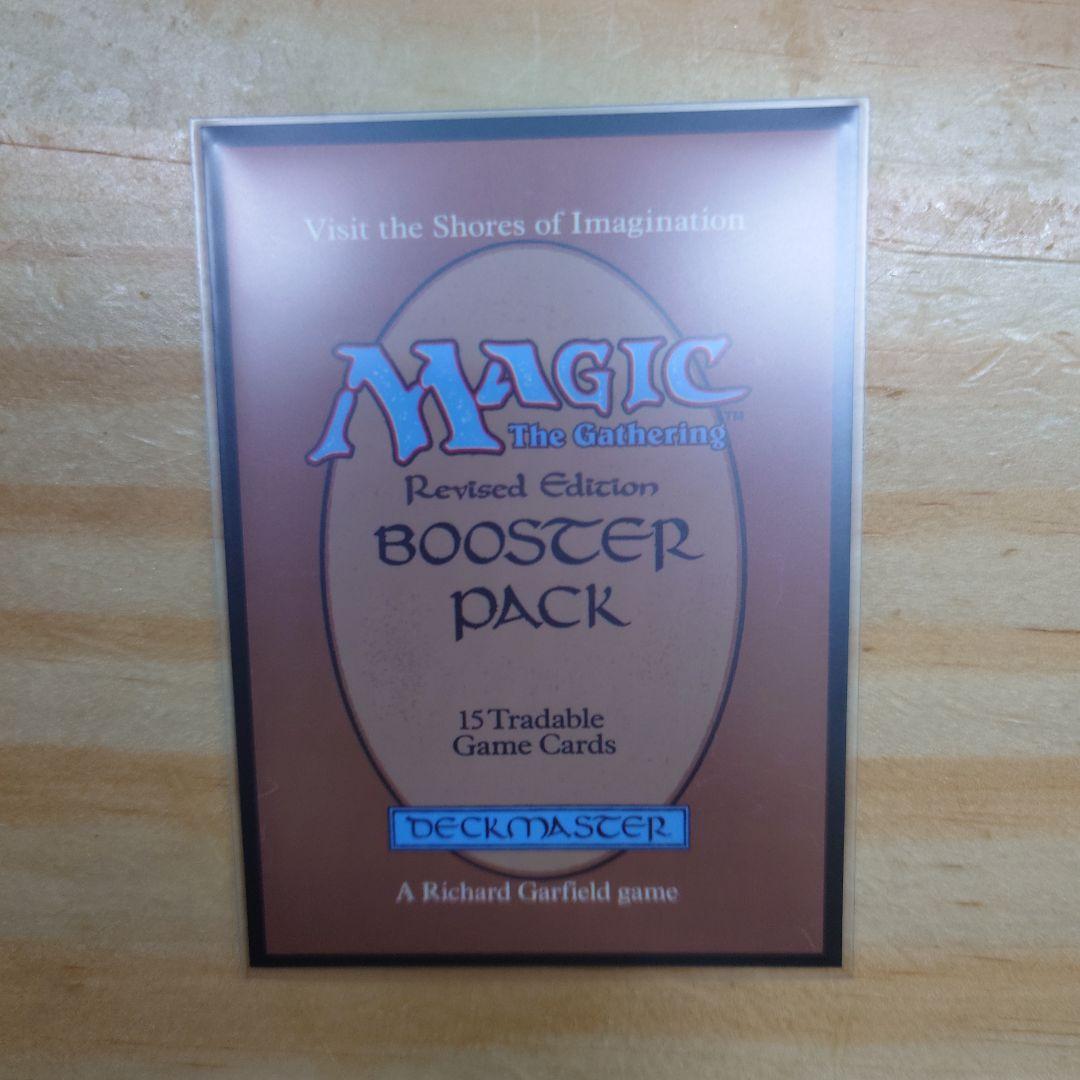 Visit the Shores of Imagination
MAGIC
The Gathering™
Revised Edition
BOOSTER
PACK
15 Tradable
Game Cards
DECKMASTER
A Richard Garfield game